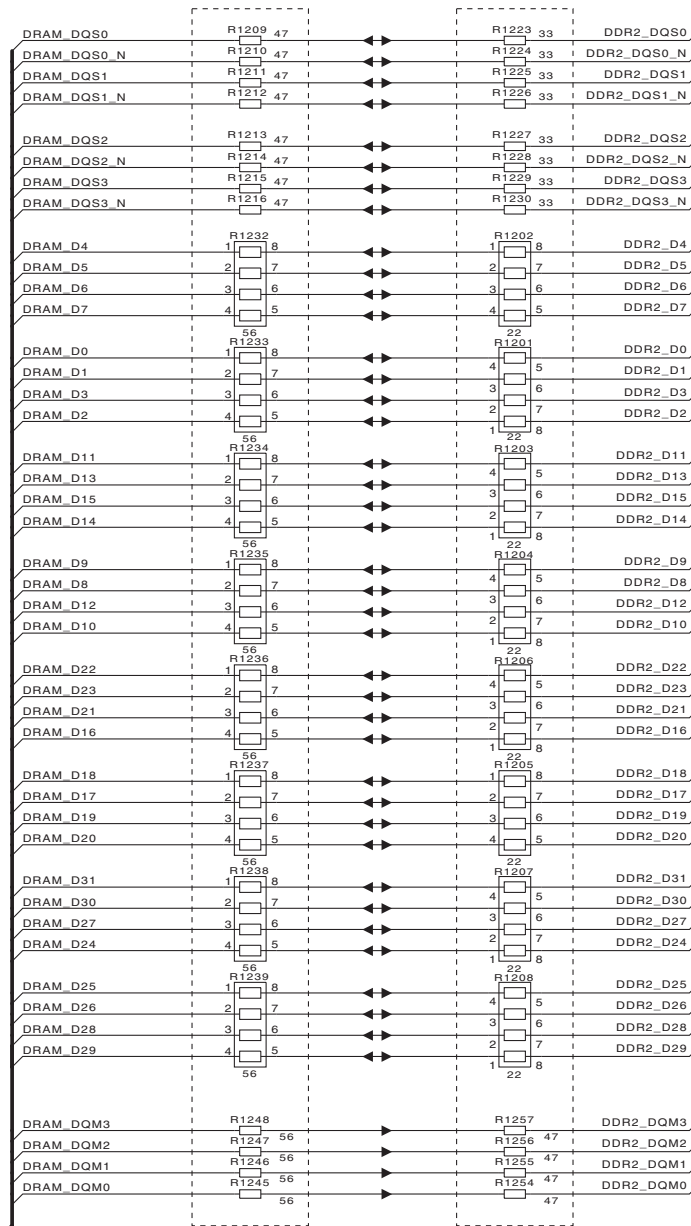 R1209 R1223
DRAM_DQS0 47 33 DDR2_DQS0
R1210 R1224
DRAM_DQS0_N 47 33 DDR2_DQS0_N
R1211 R1225
DRAM_DQS1 47 33 DDR2_DQS1
R1212 R1226
DRAM_DQS1_N 47 33 DDR2_DQS1_N
R1213 R1227
DRAM_DQS2 47 33 DDR2_DQS2
R1214 R1228
DRAM_DQS2_N 47 33 DDR2_DQS2_N
R1215 R1229
DRAM_DQS3 47 33 DDR2_DQS3
R1216 R1230
DRAM_DQS3_N 47 33 DDR2_DQS3_N
R1232 R1202
DRAM_D4 1 8 1 8 DDR2_D4
DRAM_D5 2 7 2 7 DDR2_D5
DRAM_D6 3 6 3 6 DDR2_D6
DRAM_D7 4 5 4 5 DDR2_D7
56 22
R1233 R1201
DRAM_D0 1 8 4 5 DDR2_D0
DRAM_D1 2 7 3 6 DDR2_D1
DRAM_D3 3 6 2 7 DDR2_D3
DRAM_D2 4 5 1 8 DDR2_D2
56 22
R1234 R1203
DRAM_D11 1 8 4 5 DDR2_D11
DRAM_D13 2 7 3 6 DDR2_D13
DRAM_D15 3 6 2 7 DDR2_D15
DRAM_D14 4 5 1 8 DDR2_D14
56 22
R1235 R1204
DRAM_D9 1 8 4 5 DDR2_D9
DRAM_D8 2 7 3 6 DDR2_D8
DRAM_D12 3 6 2 7 DDR2_D12
DRAM_D10 4 5 1 8 DDR2_D10
56 22
R1236 R1206
DRAM_D22 1 8 4 5 DDR2_D22
DRAM_D23 2 7 3 6 DDR2_D23
DRAM_D21 3 6 2 7 DDR2_D21
DRAM_D16 4 5 1 8 DDR2_D16
56 22
R1237 R1205
DRAM_D18 1 8 1 8 DDR2_D18
DRAM_D17 2 7 2 7 DDR2_D17
DRAM_D19 3 6 3 6 DDR2_D19
DRAM_D20 4 5 4 5 DDR2_D20
56 22
R1238 R1207
DRAM_D31 1 8 4 5 DDR2_D31
DRAM_D30 2 7 3 6 DDR2_D30
DRAM_D27 3 6 2 7 DDR2_D27
DRAM_D24 4 5 1 8 DDR2_D24
56 22
R1239 R1208
DRAM_D25 1 8 4 5 DDR2_D25
DRAM_D26 2 7 3 6 DDR2_D26
DRAM_D28 3 6 2 7 DDR2_D28
DRAM_D29 4 5 1 8 DDR2_D29
56 22
R1248 R1257
DRAM_DQM3 56 47 DDR2_DQM3
R1247 R1256
DRAM_DQM2 56 47 DDR2_DQM2
R1246 R1255
DRAM_DQM1 56 47 DDR2_DQM1
R1245 R1254
DRAM_DQM0 56 47 DDR2_DQM0